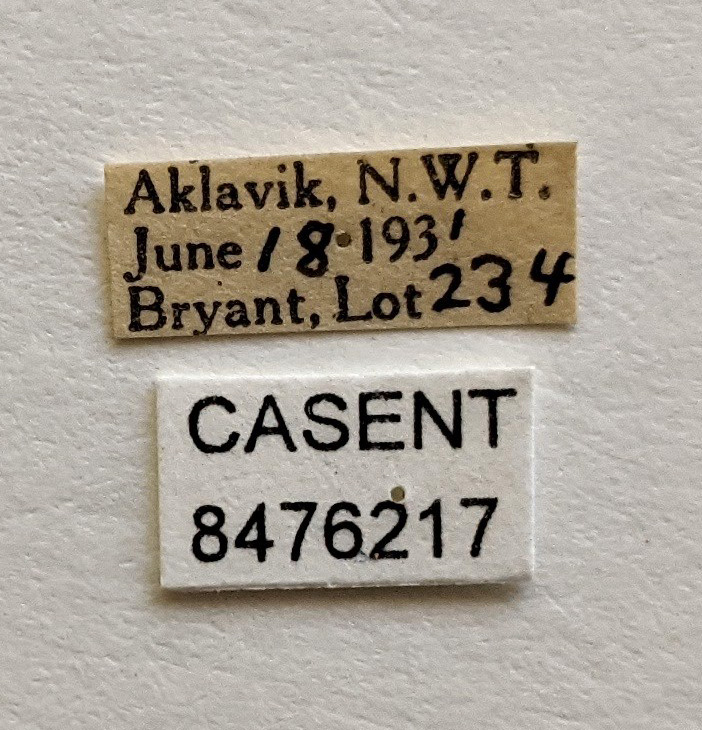 Aklavik, N.W.T.
June 18 1931
Bryant, Lot 234
CASENT
8476217